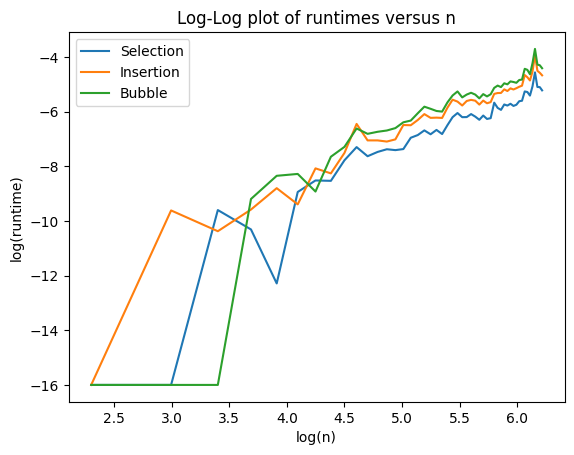 Log-Log plot of runtimes versus n
Selection
Insertion
Bubble
log(runtime)
−4
−6
−8
−10
−12
−14
−16
2.5 3.0 3.5 4.0 4.5 5.0 5.5 6.0
log(n)